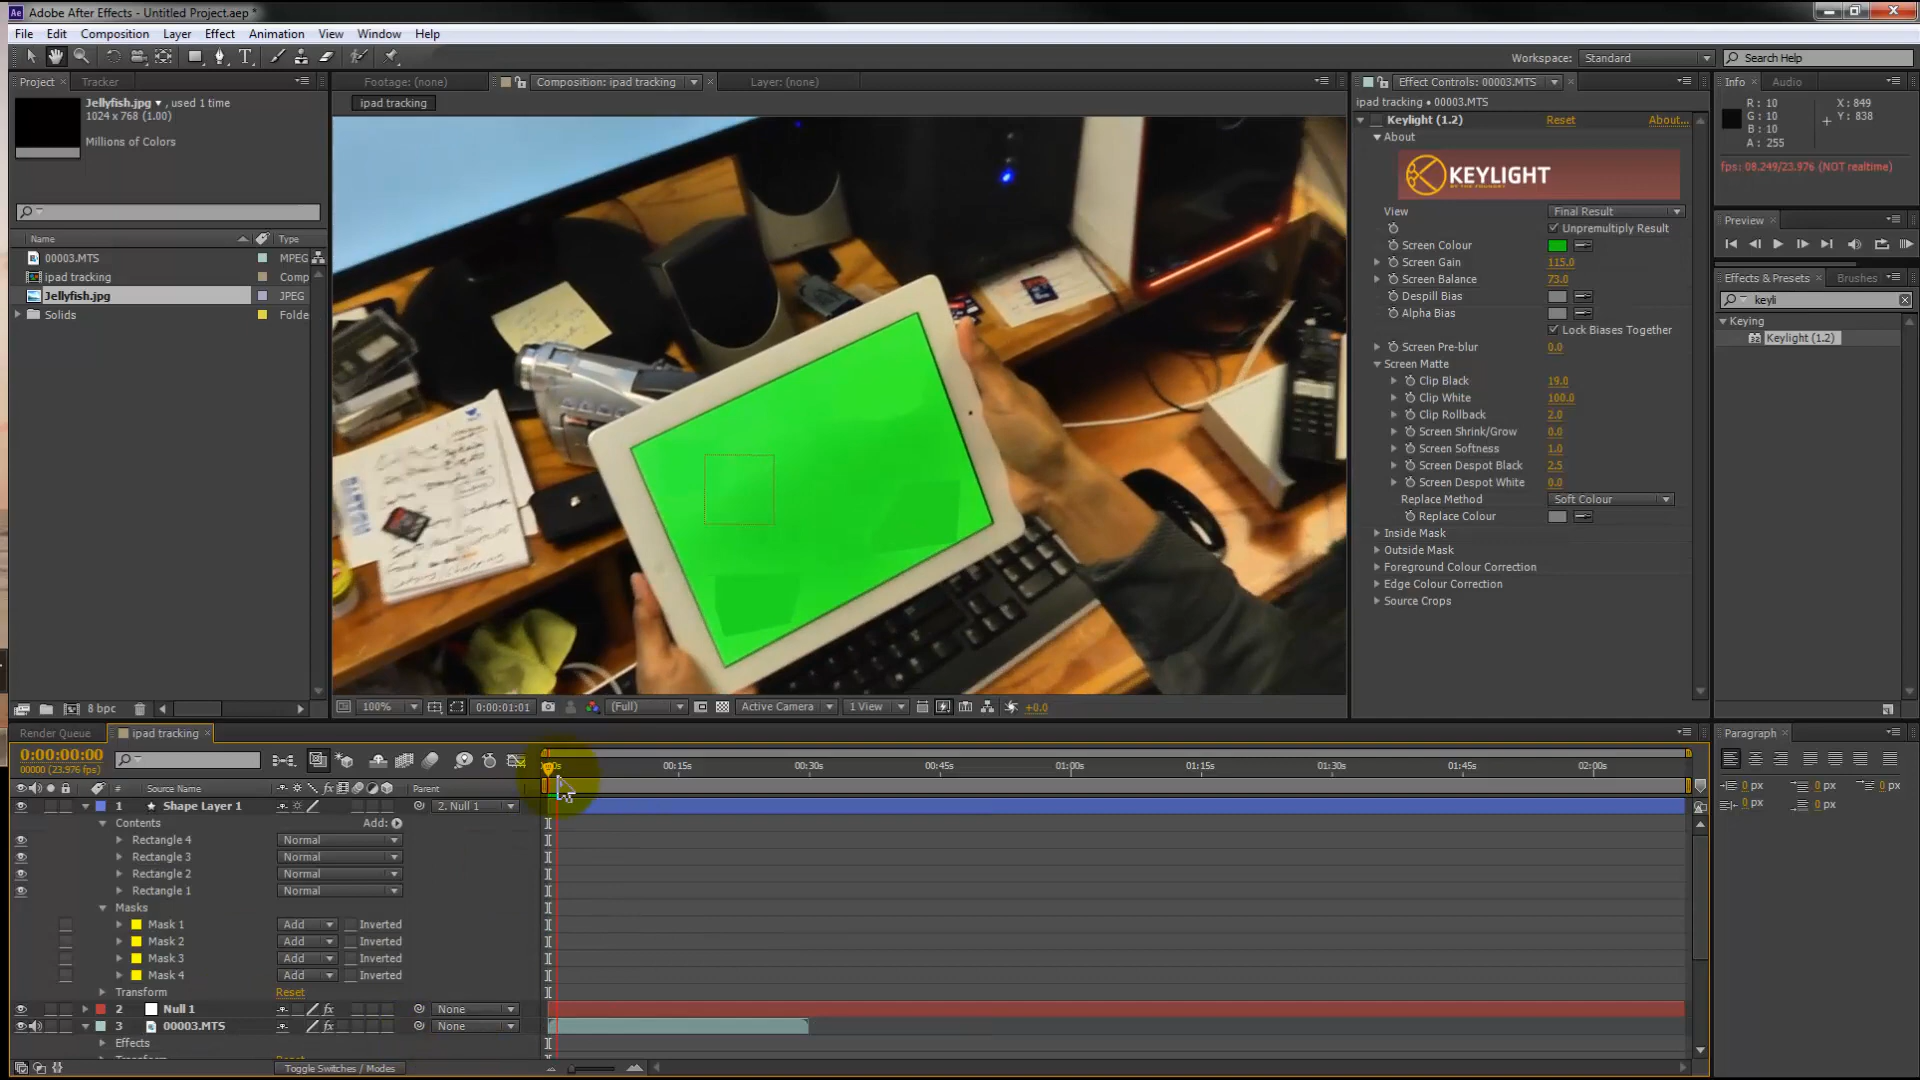 Adobe After Effects - Untitled Project.aep *
File Edit Composition Layer Effect Animation View Window Help
Workspace: Standard Search Help
Project Tracker
Footage: (none) Composition: ipad tracking Layer: (none)
Effect Controls: 00003.MTS
Info Audio
Jellyfish.jpg , used 1 time
1024 x 768 (1.00)
Millions of Colors
ipad tracking
ipad tracking • 00003.MTS
Keylight (1.2) Reset About...
About
KEYLIGHT
BY THE FOUNDRY
View Final Result
Unpremultiply Result
Screen Colour
Screen Gain 115.0
Screen Balance 73.0
Despill Bias
Alpha Bias
Lock Biases Together
Screen Pre-blur 0.0
Screen Matte
Clip Black 19.0
Clip White 100.0
Clip Rollback 2.0
Screen Shrink/Grow 0.0
Screen Softness 1.0
Screen Despot Black 2.5
Screen Despot White 0.0
Replace Method Soft Colour
Replace Colour
Inside Mask
Outside Mask
Foreground Colour Correction
Edge Colour Correction
Source Crops
R: 10 X: 849
G: 10 Y: 838
B: 10
A: 255
fps: 08.249/23.976 (NOT realtime)
Preview
Effects & Presets Brushes
keyli
Keying
Keylight (1.2)
Name Type
00003.MTS MPEG
ipad tracking Comp
Jellyfish.jpg JPEG
Solids Folde
8 bpc
100% 0:00:01:01 (Full) Active Camera 1 View +0.0
Render Queue ipad tracking
0:00:00:00
00000 (23.976 fps)
00:15s 00:30s 00:45s 01:00s 01:15s 01:30s 01:45s 02:00s
# Source Name Parent
1 Shape Layer 1 2. Null 1
Contents Add:
Rectangle 4 Normal
Rectangle 3 Normal
Rectangle 2 Normal
Rectangle 1 Normal
Masks
Mask 1 Add Inverted
Mask 2 Add Inverted
Mask 3 Add Inverted
Mask 4 Add Inverted
Transform Reset
2 Null 1 None
3 00003.MTS None
Effects
Toggle Switches / Modes
Paragraph
0 px 0 px 0 px
0 px 0 px